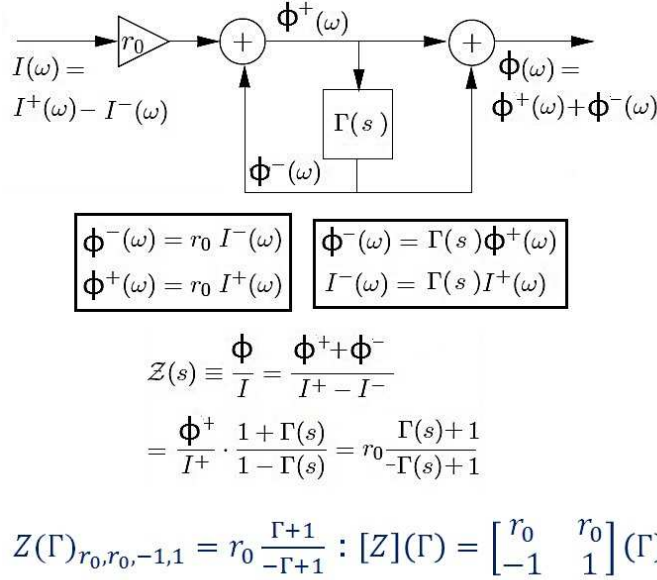 ϕ⁺(ω)
r₀ + +
I(ω) =
I⁺(ω) − I⁻(ω)
Γ(s)
ϕ(ω) =
ϕ⁺(ω)+ϕ⁻(ω)
ϕ⁻(ω)
ϕ⁻(ω) = r₀ I⁻(ω)
ϕ⁺(ω) = r₀ I⁺(ω)
ϕ⁻(ω) = Γ(s)ϕ⁺(ω)
I⁻(ω) = Γ(s)I⁺(ω)
𝒵(s) ≡ ϕ/I = (ϕ⁺+ϕ⁻)/(I⁺ − I⁻)
= ϕ⁺/I⁺ · (1 + Γ(s))/(1 − Γ(s)) = r₀ (Γ(s)+1)/(-Γ(s)+1)
Z(Γ)r₀,r₀,−1,1 = r₀ (Γ+1)/(−Γ+1) : [Z](Γ) = [r₀ r₀ −1 1] (Γ